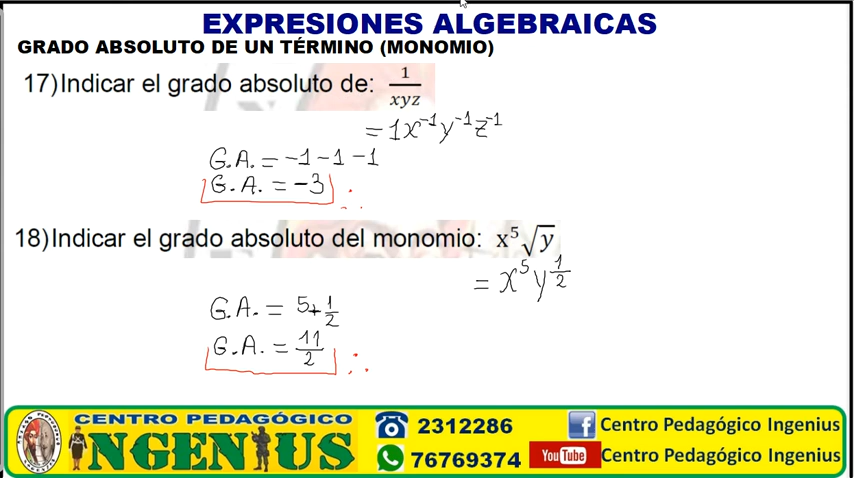 EXPRESIONES ALGEBRAICAS
GRADO ABSOLUTO DE UN TÉRMINO (MONOMIO)
17)Indicar el grado absoluto de: 1/xyz
= 1x⁻¹y⁻¹z⁻¹
G.A. = -1 -1 -1
G.A. = -3 ∴
18)Indicar el grado absoluto del monomio: x⁵√y
= x⁵y^1/2
G.A. = 5+1/2
G.A. = 11/2 ∴
CENTRO PEDAGÓGICO
INGENIUS
2312286
76769374
Centro Pedagógico Ingenius
YouTube Centro Pedagógico Ingenius